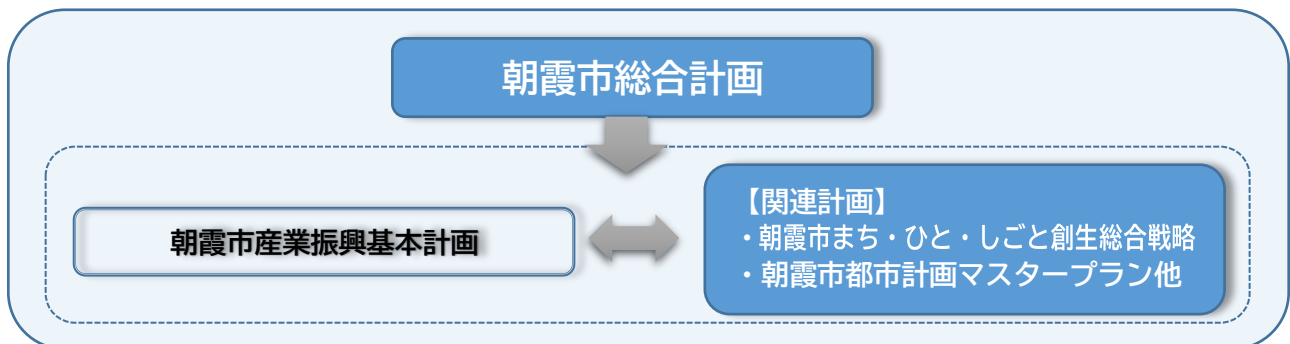 朝霞市総合計画
朝霞市産業振興基本計画
【関連計画】
・朝霞市まち・ひと・しごと創生総合戦略
・朝霞市都市計画マスタープラン他